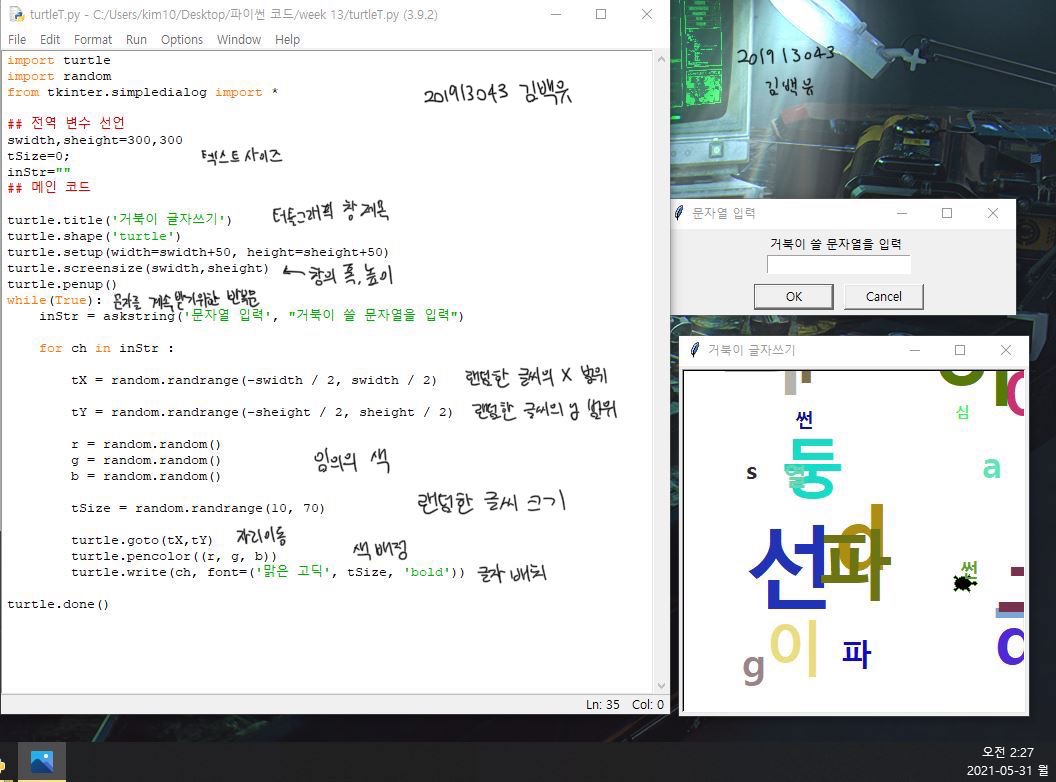 turtleT.py - C:/Users/kim10/Desktop/파이썬 코드/week 13/turtleT.py (3.9
File Edit Format Run Options Window Help
import turtle
import random
from tkinter.simpledialog import *
201913043 김백유
## 전역 변수 선언
swidth,sheight=300,300
tSize=0; 텍스트 사이즈
inStr=""
## 메인 코드
turtle.title('거북이 글자쓰기') 터틀그래픽 창 제목
turtle.shape('turtle')
turtle.setup(width=swidth+50, height=sheight+50)
turtle.screensize(swidth,sheight) ←창의 폭, 높이
turtle.penup()
while(True): 문자를 계속 받기위한 반복문
inStr = askstring('문자열 입력', "거북이 쓸 문자열을 입력")
for ch in inStr :
tX = random.randrange(-swidth / 2, swidth / 2) 랜덤한 글씨의 X 범위
tY = random.randrange(-sheight / 2, sheight / 2) 랜덤한 글씨의 y 범위
r = random.random()
g = random.random() 임의의 색
b = random.random()
tSize = random.randrange(10, 70) 랜덤한 글씨 크기
turtle.goto(tX,tY) 자리이동
turtle.pencolor((r, g, b)) 색 배정
turtle.write(ch, font=('맑은 고딕', tSize, 'bold')) 글자 배치
turtle.done()
Ln: 35 Col: 0
201913043
김백유
문자열 입력
거북이 쓸 문자열을 입력
OK Cancel
거북이 글자쓰기
썬 심
둥
s a
선 파
썬
이 파
g
오전 2:27
2021-05-31 월